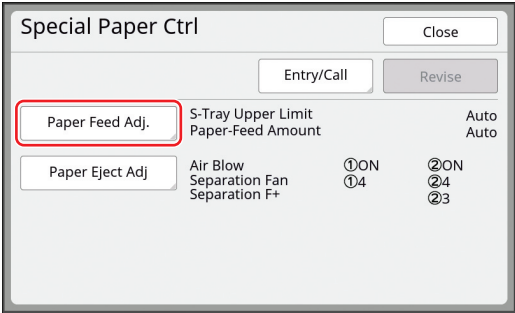 Special Paper Ctrl
Close
Entry/Call
Revise
Paper Feed Adj.
S-Tray Upper Limit Auto
Paper-Feed Amount Auto
Paper Eject Adj
Air Blow ①ON ②ON
Separation Fan ①4 ②4
Separation F+ ②3